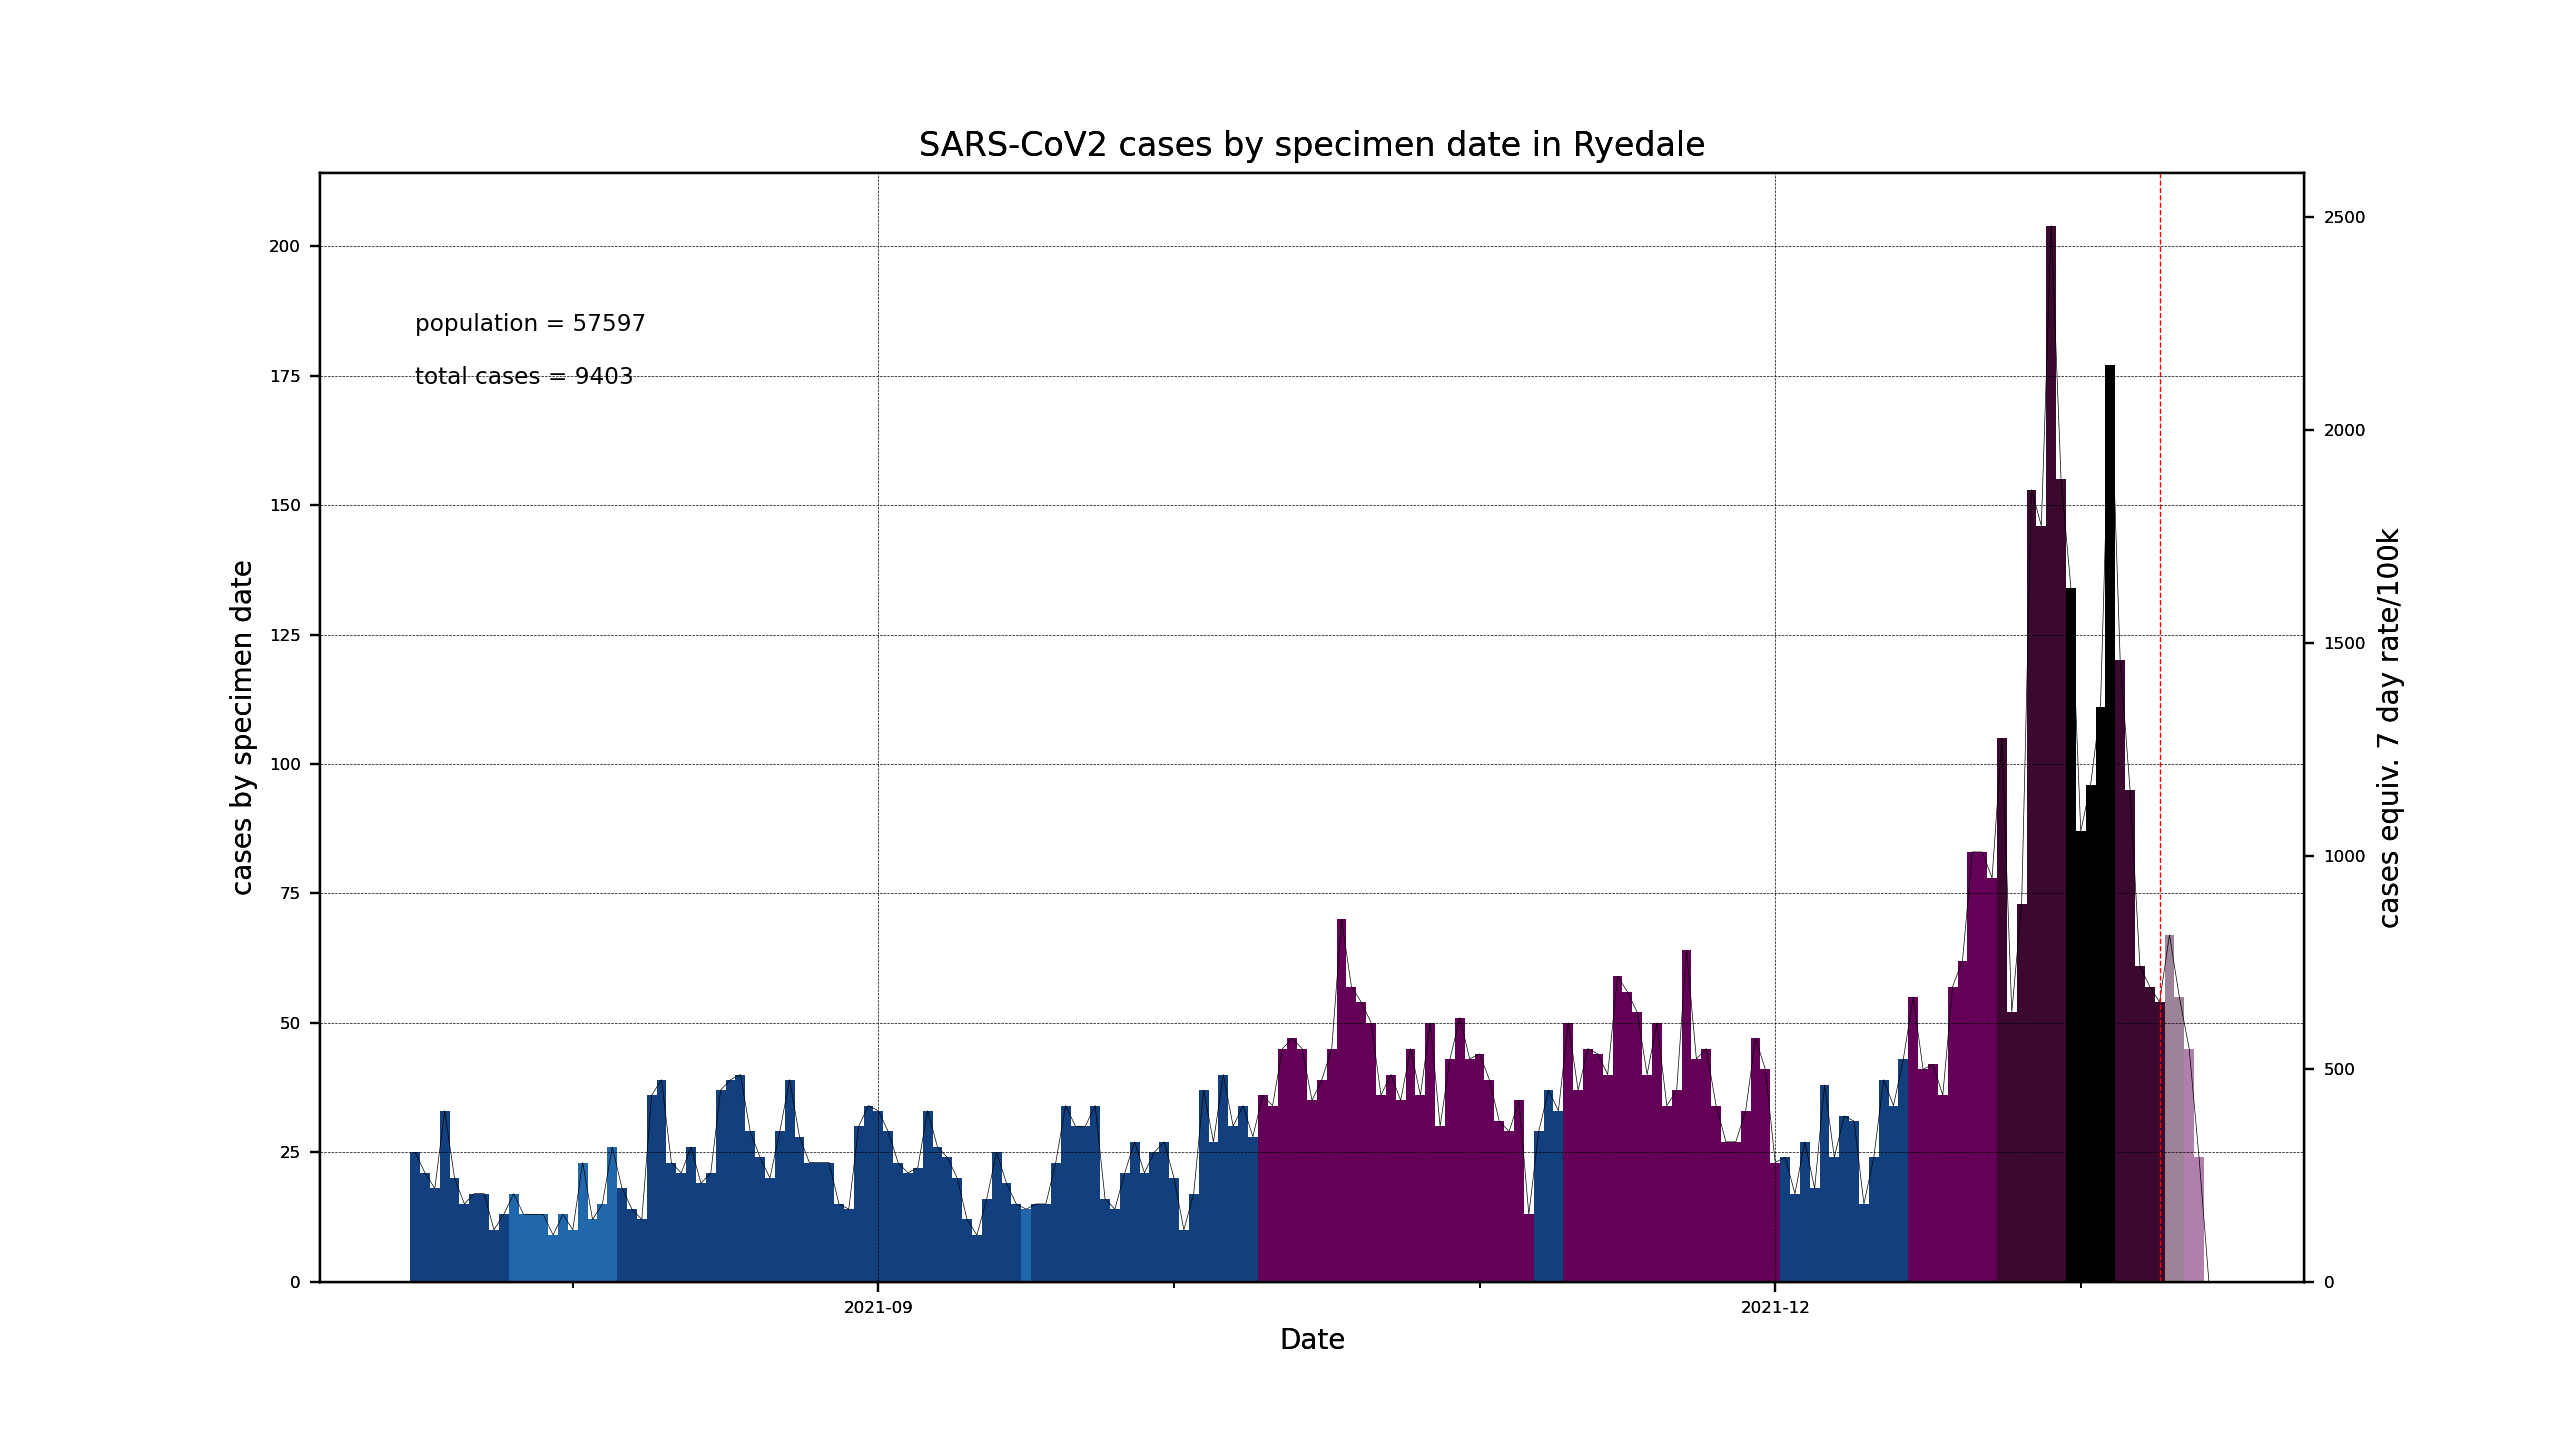 SARS-CoV2 cases by specimen date in Ryedale
population = 57597
total cases = 9403
cases by specimen date
200
175
150
125
100
75
50
25
0
2500
2000
1500
1000
500
0
cases equiv. 7 day rate/100k
2021-09
2021-12
Date